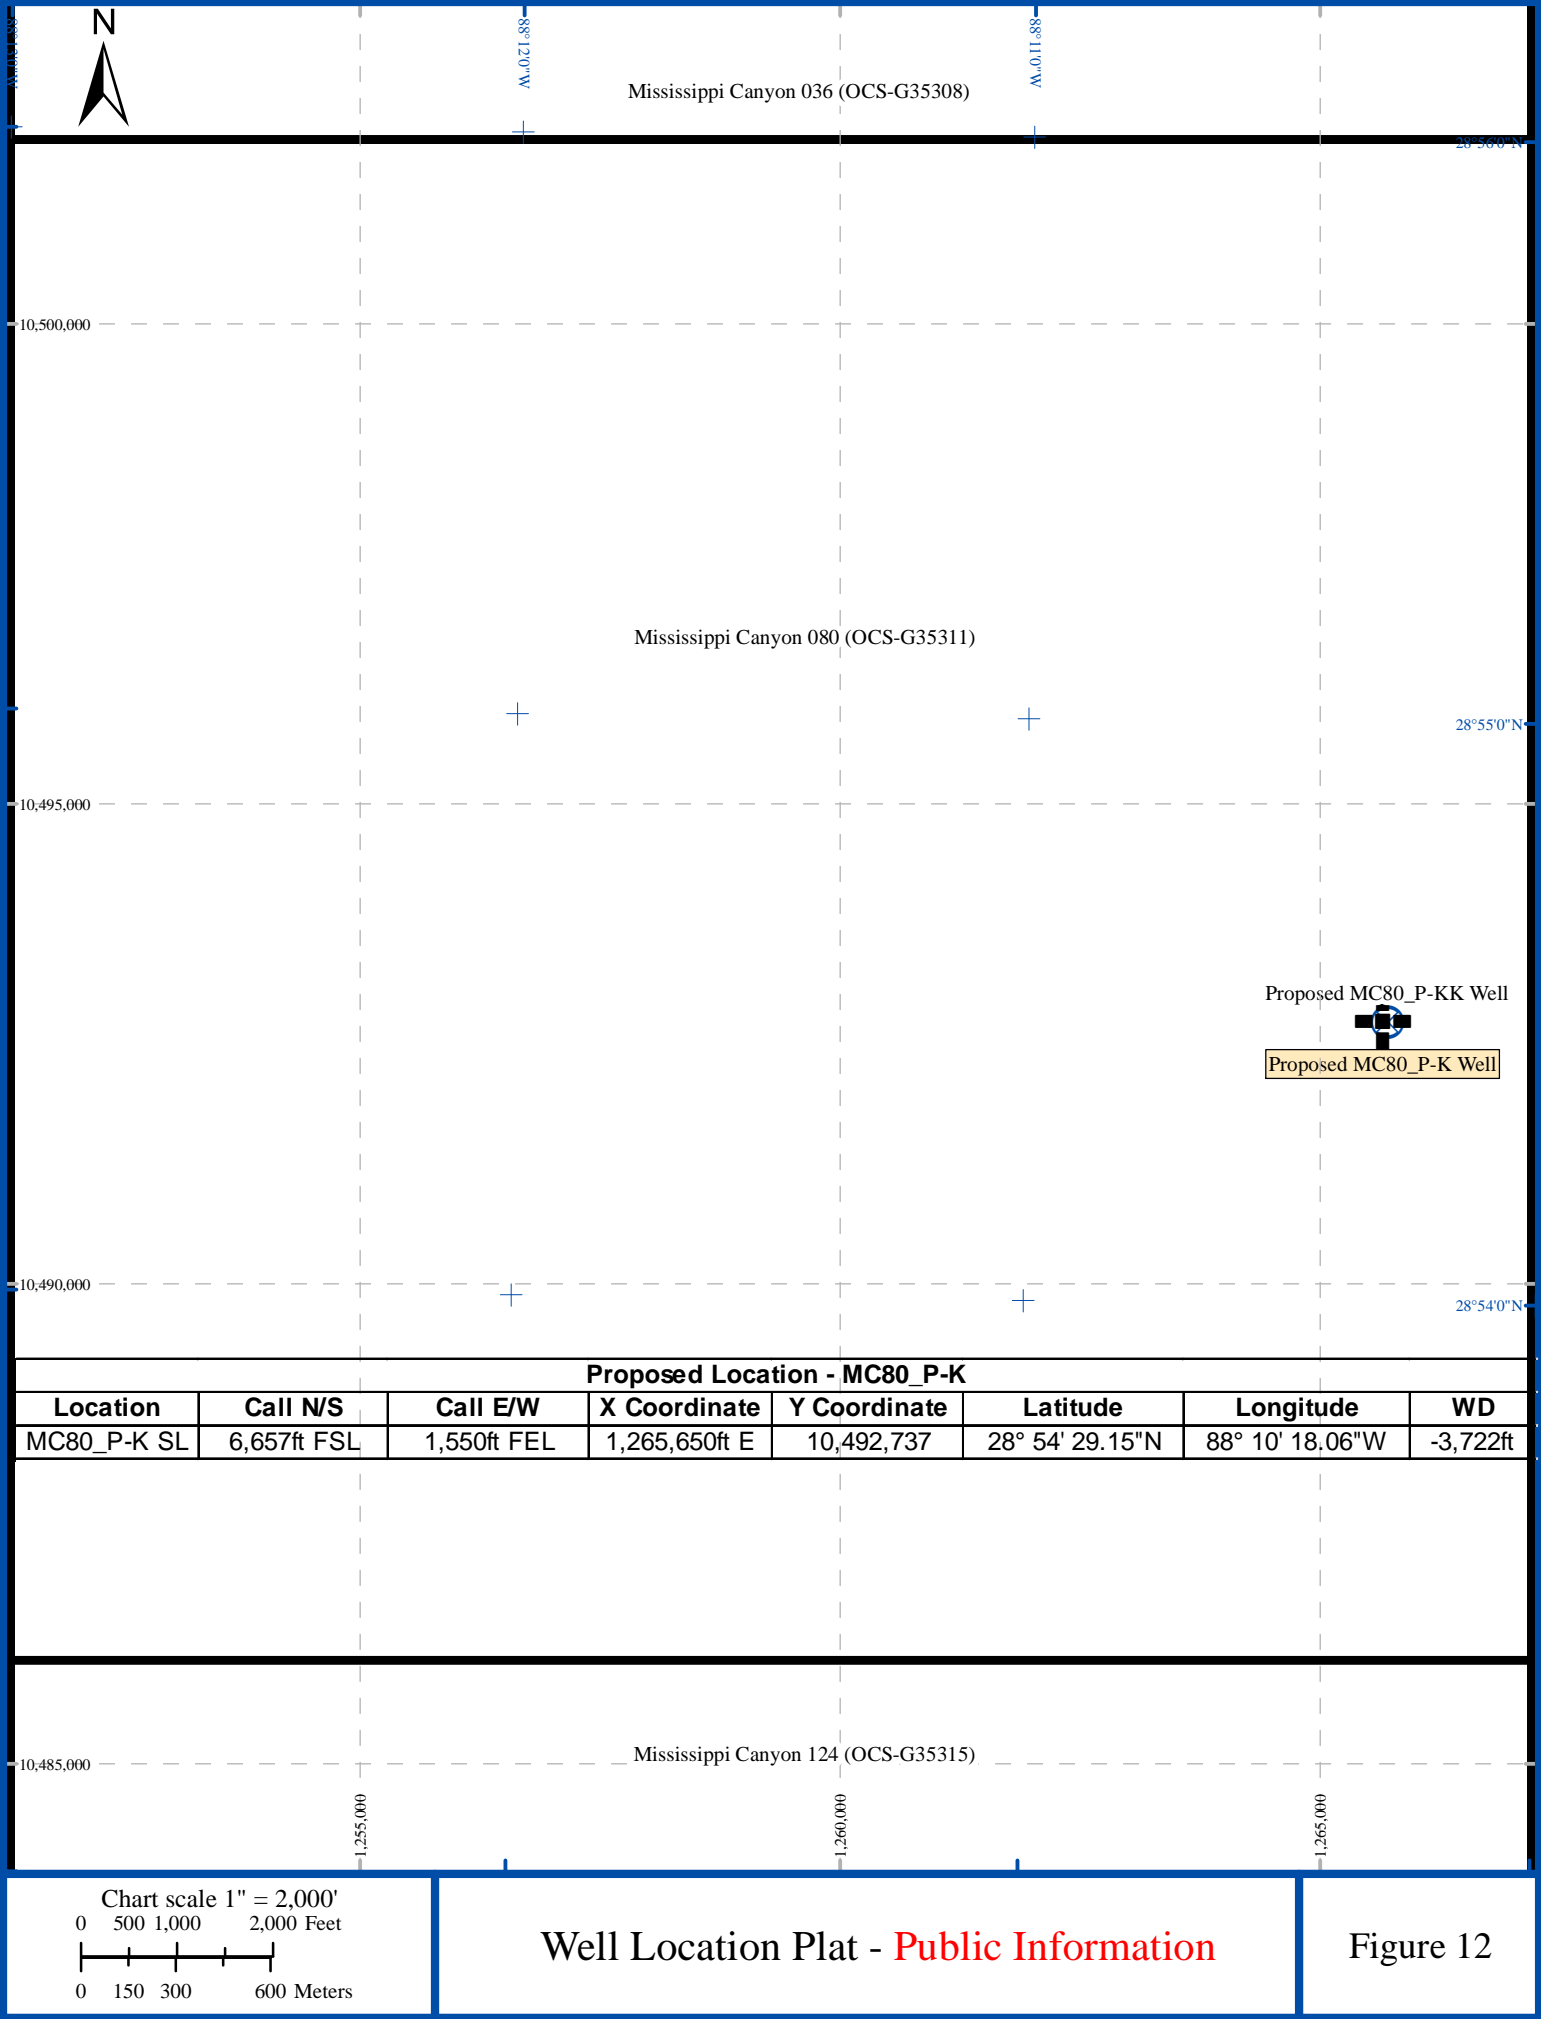 N
88°13'0"W
88°12'0"W
88°11'0"W
Mississippi Canyon 036 (OCS-G35308)
28°56'0"N
10,500,000
Mississippi Canyon 080 (OCS-G35311)
28°55'0"N
10,495,000
Proposed MC80_P-KK Well
Proposed MC80_P-K Well
10,490,000
28°54'0"N
Proposed Location - MC80_P-K
Location Call N/S Call E/W X Coordinate Y Coordinate Latitude Longitude WD
MC80_P-K SL 6,657ft FSL 1,550ft FEL 1,265,650ft E 10,492,737 28° 54' 29.15"N 88° 10' 18.06"W -3,722ft
Mississippi Canyon 124 (OCS-G35315)
10,485,000
1,255,000
1,260,000
1,265,000
Chart scale 1" = 2,000'
0 500 1,000 2,000 Feet
0 150 300 600 Meters
Well Location Plat - Public Information
Figure 12